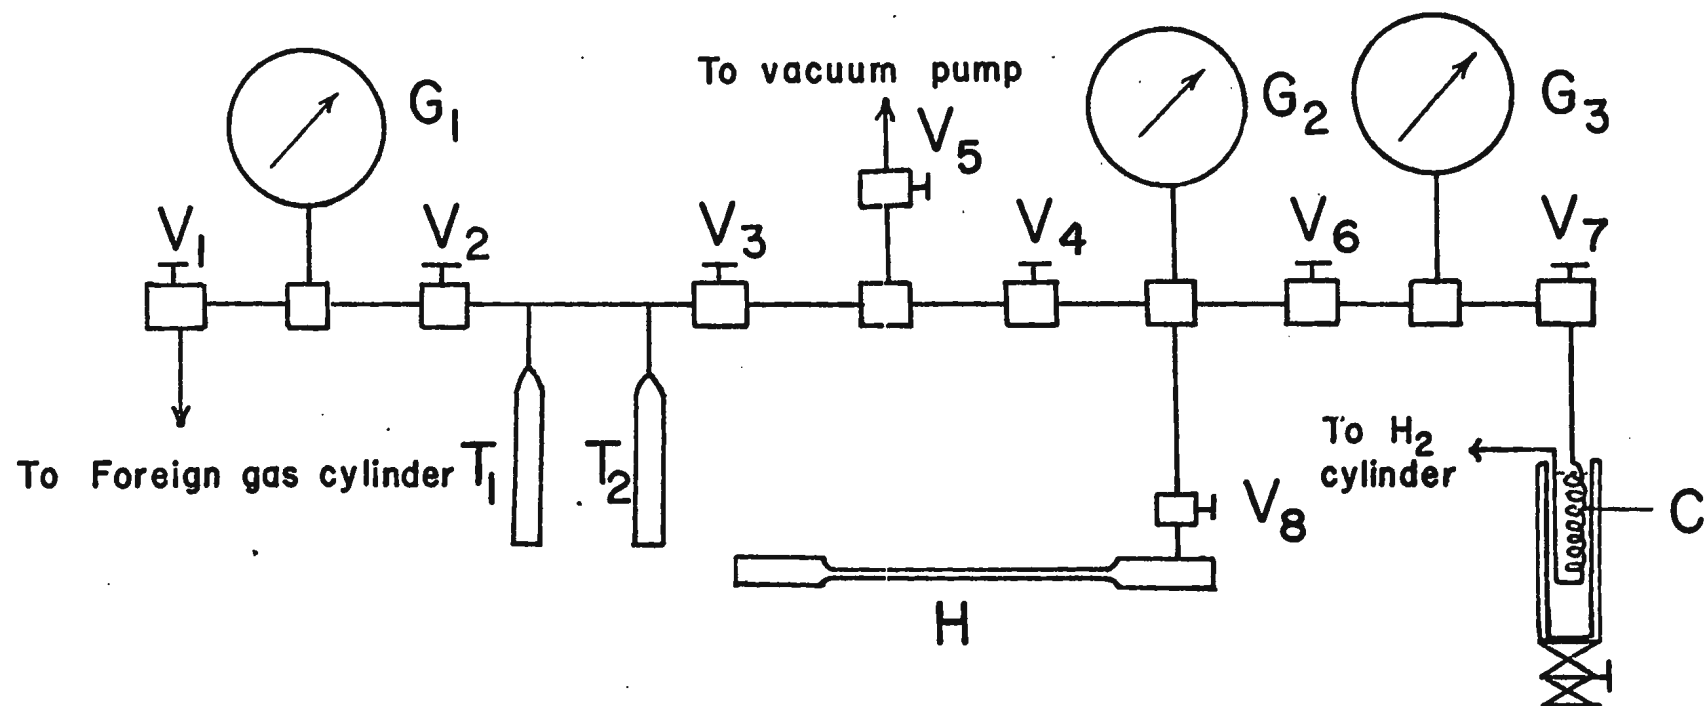 To vacuum pump
G1
G2
G3
V5
V1
V2
V3
V4
V6
V7
To Foreign gas cylinder
T1
T2
To H2
cylinder
C
V8
H